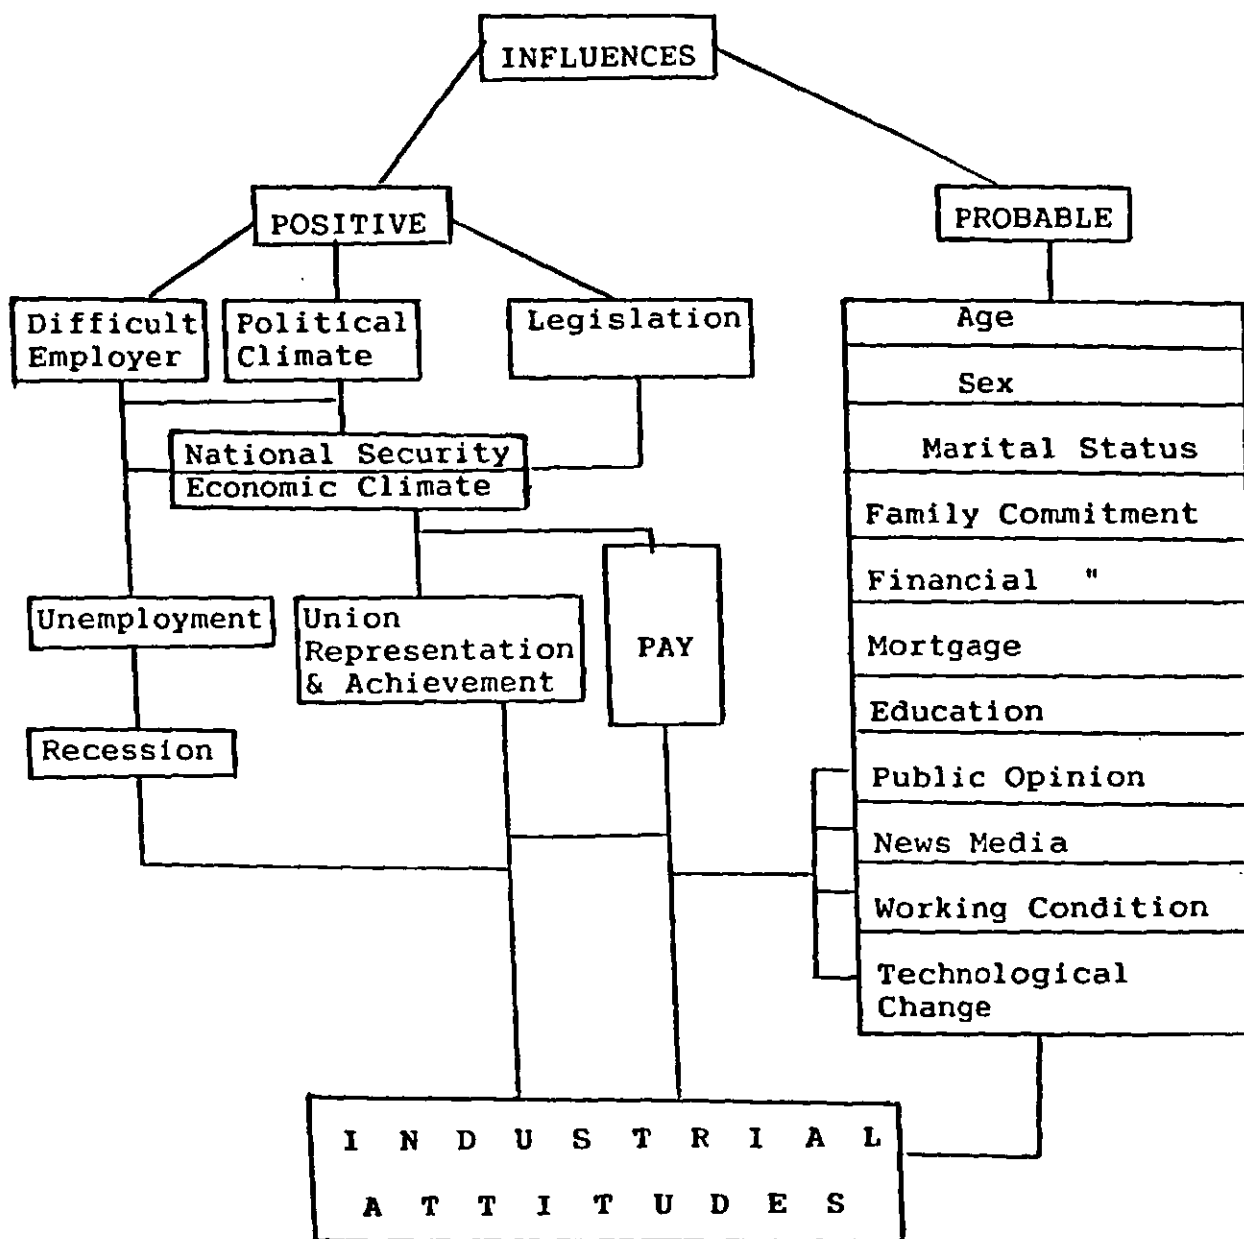 INFLUENCES
POSITIVE
PROBABLE
Difficult
Employer
Political
Climate
Legislation
National Security
Economic Climate
Unemployment
Union
Representation
& Achievement
PAY
Recession
Age
Sex
Marital Status
Family Commitment
Financial "
Mortgage
Education
Public Opinion
News Media
Working Condition
Technological
Change
I N D U S T R I A L
A T T I T U D E S